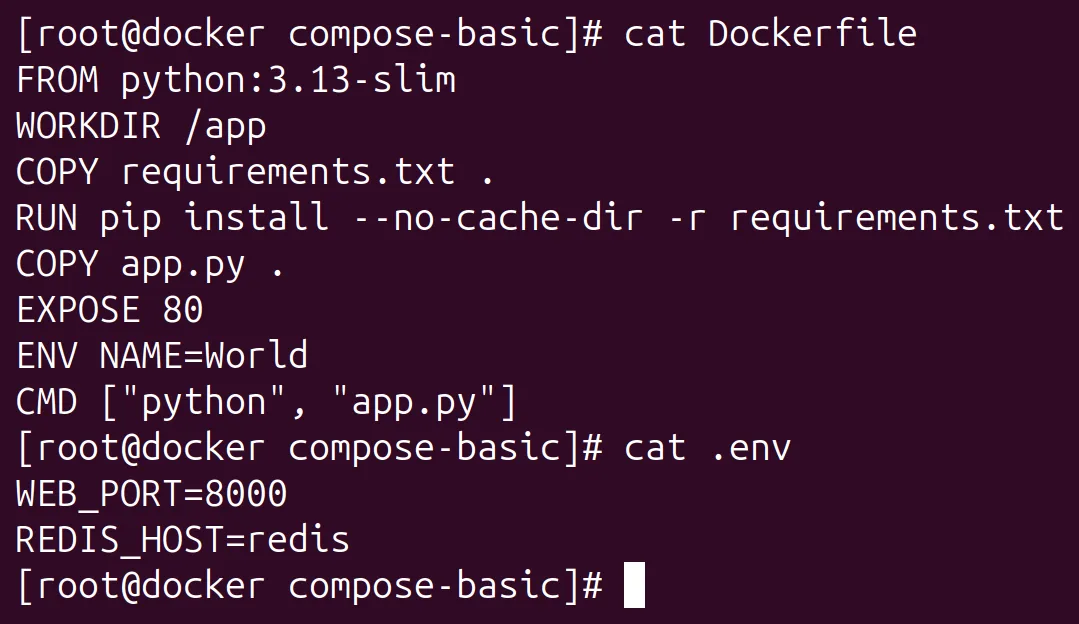 [root@docker compose-basic]# cat Dockerfile
FROM python:3.13-slim
WORKDIR /app
COPY requirements.txt .
RUN pip install --no-cache-dir -r requirements.txt
COPY app.py .
EXPOSE 80
ENV NAME=World
CMD ["python", "app.py"]
[root@docker compose-basic]# cat .env
WEB_PORT=8000
REDIS_HOST=redis
[root@docker compose-basic]#